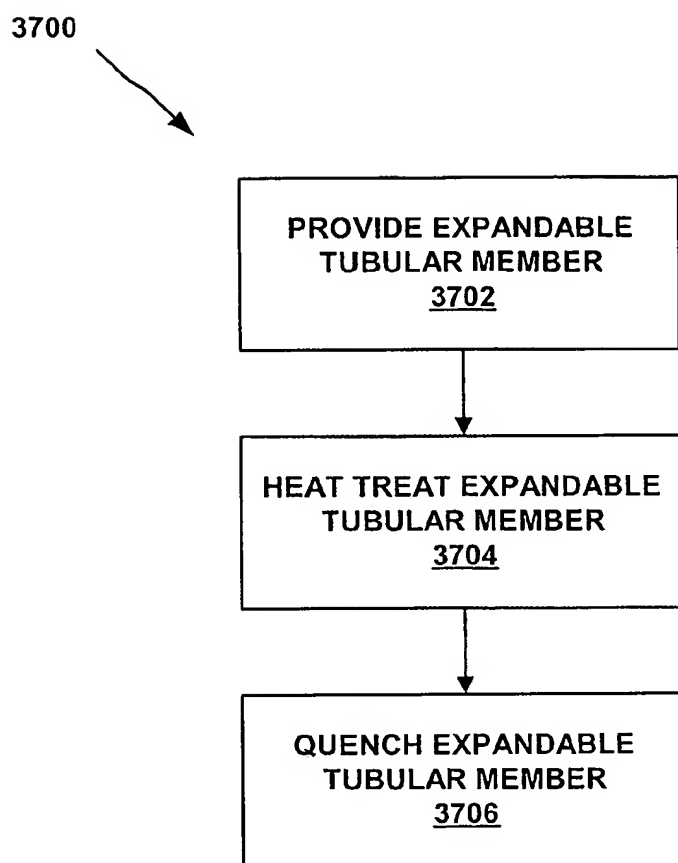 3700
PROVIDE EXPANDABLE
TUBULAR MEMBER
3702
HEAT TREAT EXPANDABLE
TUBULAR MEMBER
3704
QUENCH EXPANDABLE
TUBULAR MEMBER
3706